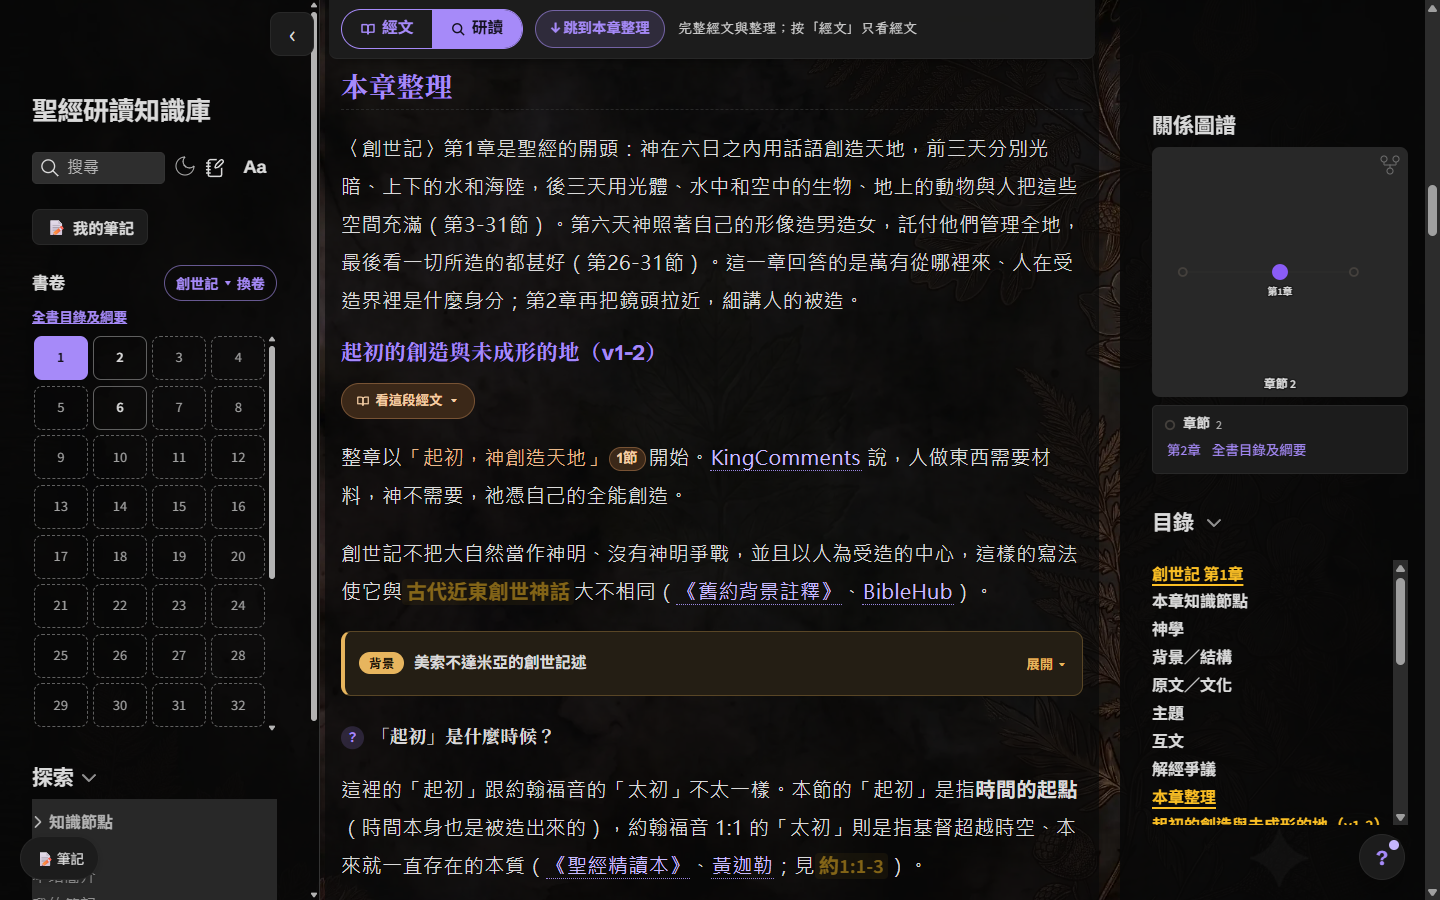 聖經研讀知識庫
搜尋
Aa
我的筆記
書卷
創世記 換卷
全書目錄及綱要
1 2 3 4
5 6 7 8
9 10 11 12
13 14 15 16
17 18 19 20
21 22 23 24
25 26 27 28
29 30 31 32
探索
知識節點
筆記
經文 研讀 ↓跳到本章整理 完整經文與整理；按「經文」只看經文
本章整理
〈創世記〉第1章是聖經的開頭：神在六日之內用話語創造天地，前三天分別光
暗、上下的水和海陸，後三天用光體、水中和空中的生物、地上的動物與人把這些
空間充滿（第3-31節）。第六天神照著自己的形像造男造女，託付他們管理全地，
最後看一切所造的都甚好（第26-31節）。這一章回答的是萬有從哪裡來、人在受
造界裡是什麼身分；第2章再把鏡頭拉近，細講人的被造。
起初的創造與未成形的地（v1-2）
看這段經文
整章以「起初，神創造天地」1節開始。KingComments 說，人做東西需要材
料，神不需要，祂憑自己的全能創造。
創世記不把大自然當作神明、沒有神明爭戰，並且以人為受造的中心，這樣的寫法
使它與古代近東創世神話大不相同（《舊約背景註釋》、BibleHub）。
背景 美索不達米亞的創世記述 展開
? 「起初」是什麼時候？
這裡的「起初」跟約翰福音的「太初」不太一樣。本節的「起初」是指時間的起點
（時間本身也是被造出來的），約翰福音 1:1 的「太初」則是指基督超越時空、本
來就一直存在的本質（《聖經精讀本》、黃迦勒；見約1:1-3）。
關係圖譜
第1章
章節 2
章節 2
第2章 全書目錄及綱要
目錄
創世記 第1章
本章知識節點
神學
背景／結構
原文／文化
主題
互文
解經爭議
本章整理
起初的創造與未成形的地（v1-2）
?